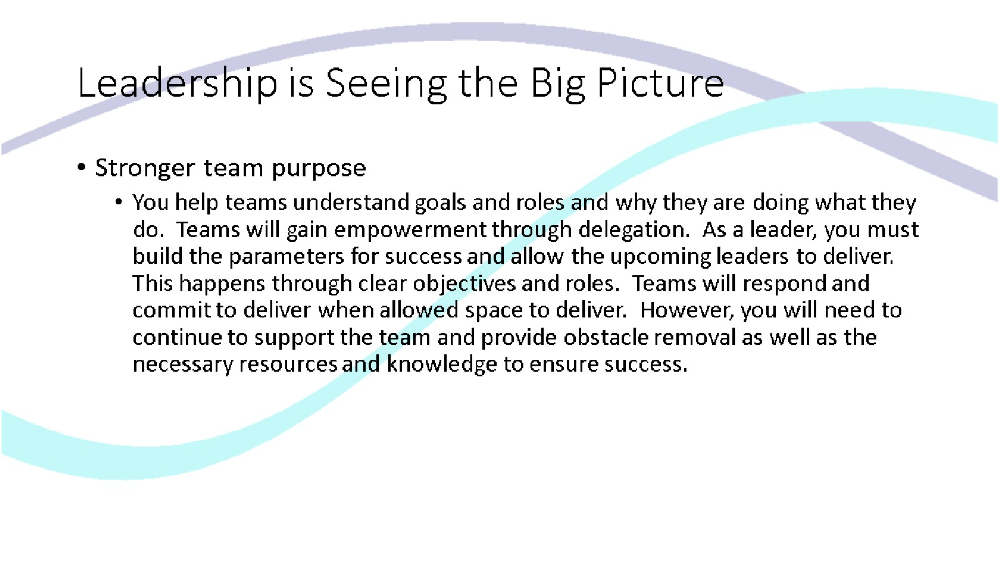 Leadership is Seeing the Big Picture
• Stronger team purpose
• You help teams understand goals and roles and why they are doing what they
do.  Teams will gain empowerment through delegation.  As a leader, you must
build the parameters for success and allow the upcoming leaders to deliver.
This happens through clear objectives and roles.  Teams will respond and
commit to deliver when allowed space to deliver.  However, you will need to
continue to support the team and provide obstacle removal as well as the
necessary resources and knowledge to ensure success.